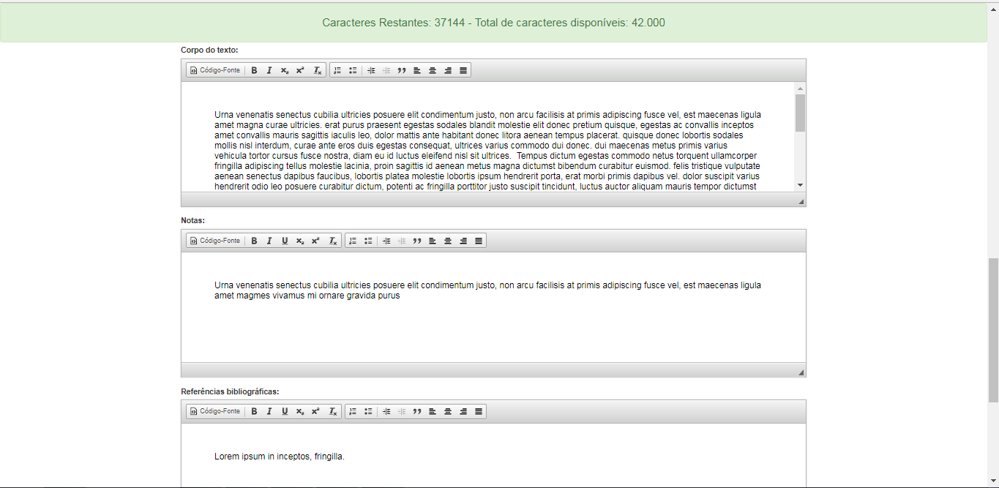 Caracteres Restantes: 37144 - Total de caracteres disponíveis: 42.000
Corpo do texto:
Código-Fonte
Urna venenatis senectus cubilia ultricies posuere elit condimentum justo, non arcu facilisis at primis adipiscing fusce vel, est maecenas ligula
amet magna curae ultricies. erat purus praesent egestas sodales blandit molestie elit donec pretium quisque, egestas ac convallis inceptos
amet convallis mauris sagittis iaculis leo, dolor mattis ante habitant donec litora aenean tempus placerat. quisque donec lobortis sodales
mollis nisl interdum, curae ante eros duis egestas consequat, ultrices varius commodo dui donec. dui maecenas metus primis varius
vehicula tortor cursus fusce nostra, diam eu id luctus eleifend nisl sit ultrices.  Tempus dictum egestas commodo netus torquent ullamcorper
fringilla adipiscing tellus molestie lacinia, proin sagittis id aenean metus magna dictumst bibendum curabitur euismod. felis tristique vulputate
aenean senectus dapibus faucibus, lobortis platea molestie lobortis ipsum hendrerit porta, erat morbi primis dapibus vel. dolor suscipit varius
hendrerit odio leo posuere curabitur dictum, potenti ac fringilla porttitor justo suscipit tincidunt, luctus auctor aliquam mauris tempor dictumst
Notas:
Código-Fonte
Urna venenatis senectus cubilia ultricies posuere elit condimentum justo, non arcu facilisis at primis adipiscing fusce vel, est maecenas ligula
amet magmes vivamus mi ornare gravida purus
Referências bibliográficas:
Código-Fonte
Lorem ipsum in inceptos, fringilla.